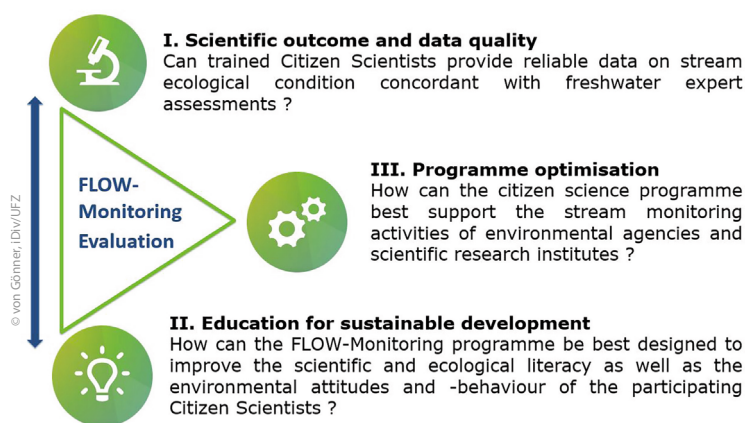 I. Scientific outcome and data quality
Can trained Citizen Scientists provide reliable data on stream
ecological condition concordant with freshwater expert
assessments ?
FLOW-
Monitoring
Evaluation
III. Programme optimisation
How can the citizen science programme
best support the stream monitoring
activities of environmental agencies and
scientific research institutes ?
© von Gönner, iDiv/UFZ
II. Education for sustainable development
How can the FLOW-Monitoring programme be best designed to
improve the scientific and ecological literacy as well as the
environmental attitudes and -behaviour of the participating
Citizen Scientists ?